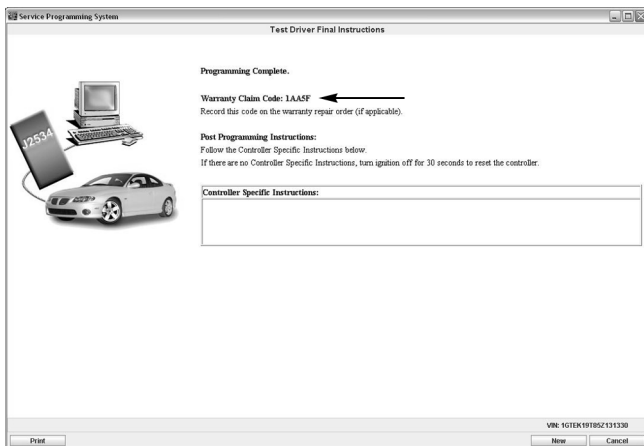 Service Programming System
Test Driver Final Instructions
Programming Complete.
Warranty Claim Code: 1AA5F
Record this code on the warranty repair order (if applicable).
J2534
Post Programming Instructions:
Follow the Controller Specific Instructions below.
If there are no Controller Specific Instructions, turn ignition off for 30 seconds to reset the controller.
Controller Specific Instructions:
VIN: 1GTEK19T85Z131330
Print New Cancel